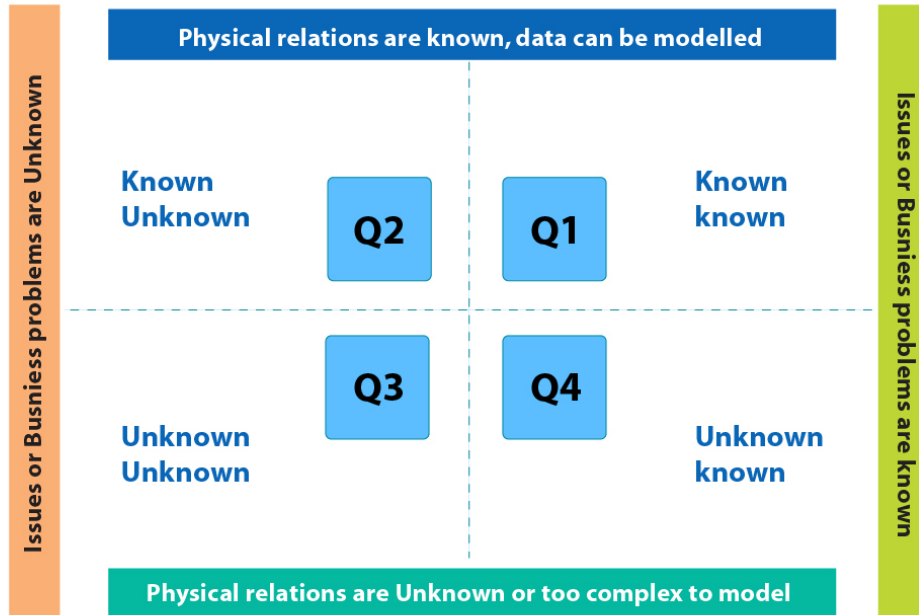 Physical relations are known, data can be modelled
Issues or Busniess problems are Unknown
Known
Unknown
Q2
Q1
Known
known
Issues or Busniess problems are known
Unknown
Unknown
Q3
Q4
Unknown
known
Physical relations are Unknown or too complex to model